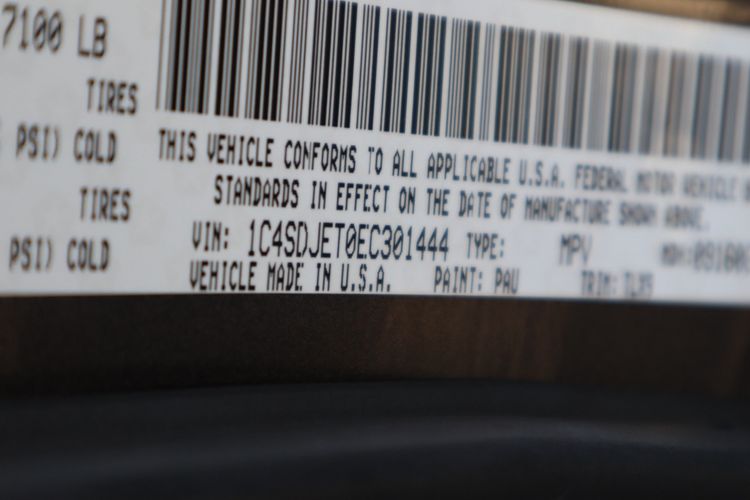 7100 LB
TIRES
PSI) COLD
TIRES
PSI) COLD
THIS VEHICLE CONFORMS TO ALL APPLICABLE U.S.A. FEDERAL MOTOR VEHICLE
STANDARDS IN EFFECT ON THE DATE OF MANUFACTURE SHOWN ABOVE.
VIN: 1C4SDJET0EC301444 TYPE: MPV
VEHICLE MADE IN U.S.A. PAINT: PAU TRIM: